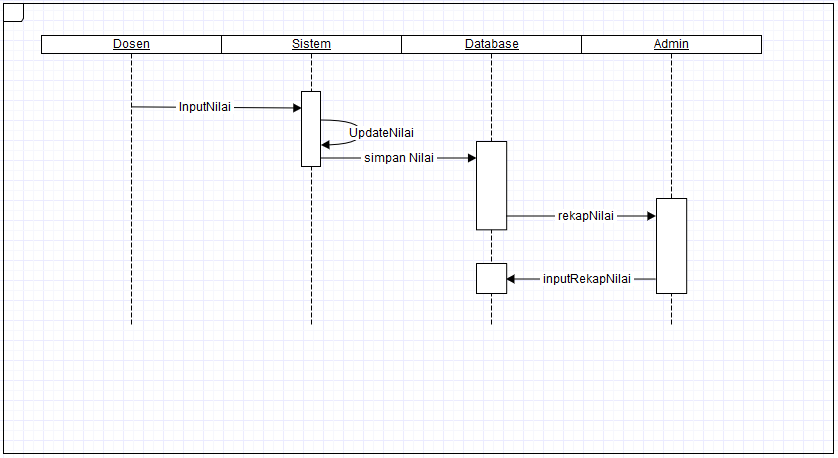 Dosen
Sistem
Database
Admin
InputNilai
UpdateNilai
simpan Nilai
rekapNilai
inputRekapNilai